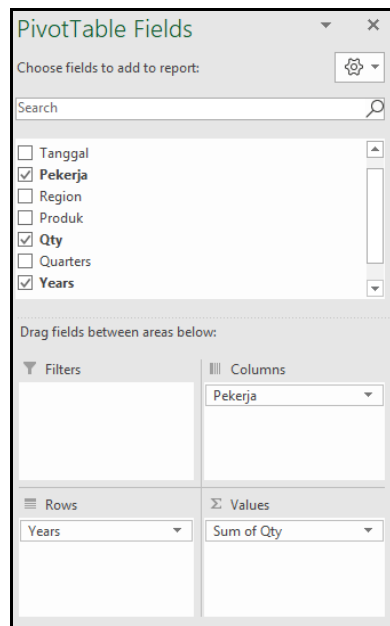 PivotTable Fields
Choose fields to add to report:
Search
Tanggal
Pekerja
Region
Produk
Qty
Quarters
Years
Drag fields between areas below:
Filters
Columns
Pekerja
Rows
Σ Values
Years
Sum of Qty